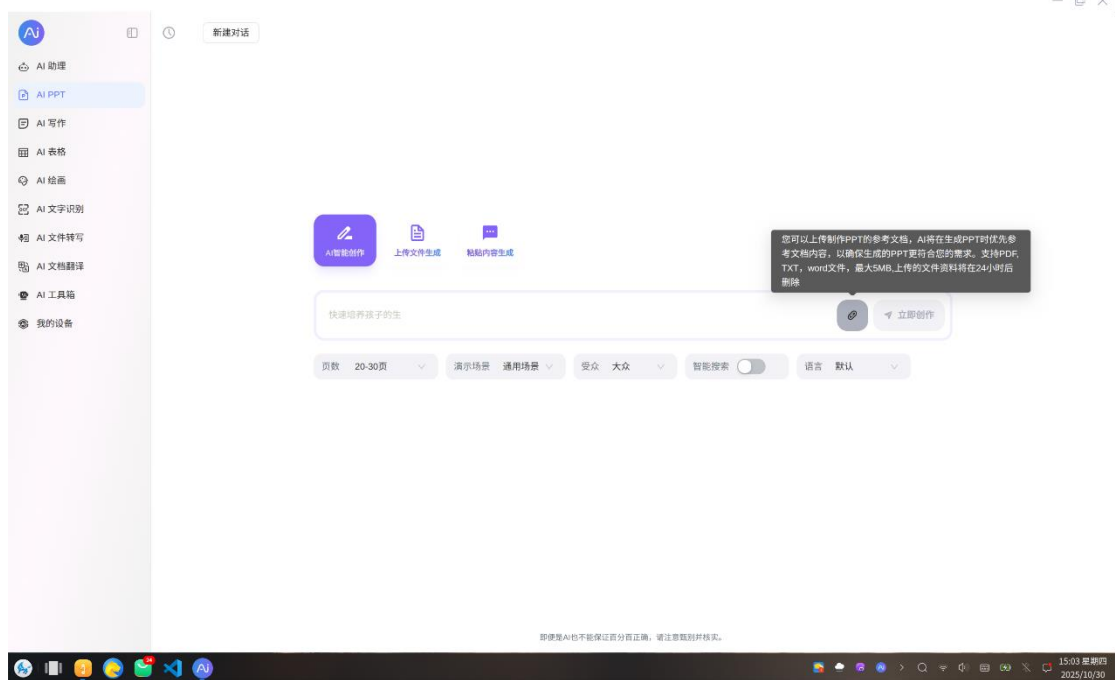 Ai
新建对话
AI 助理
AI PPT
AI 写作
AI 表格
AI 绘画
AI 文字识别
AI 文件转写
AI 文档翻译
AI 工具箱
我的设备
AI智能创作
上传文件生成
粘贴内容生成
您可以上传制作PPT的参考文档，AI将在生成PPT时优先参
考文档内容，以确保生成的PPT更符合您的需求。支持PDF,
TXT，word文件，最大5MB,上传的文件资料将在24小时后
删除
快速培养孩子的生
立即创作
页数 20-30页
演示场景 通用场景
受众 大众
智能搜索
语言 默认
即便是AI也不能保证百分百正确，请注意甄别并核实。
Ai
15:03 星期四
2025/10/30